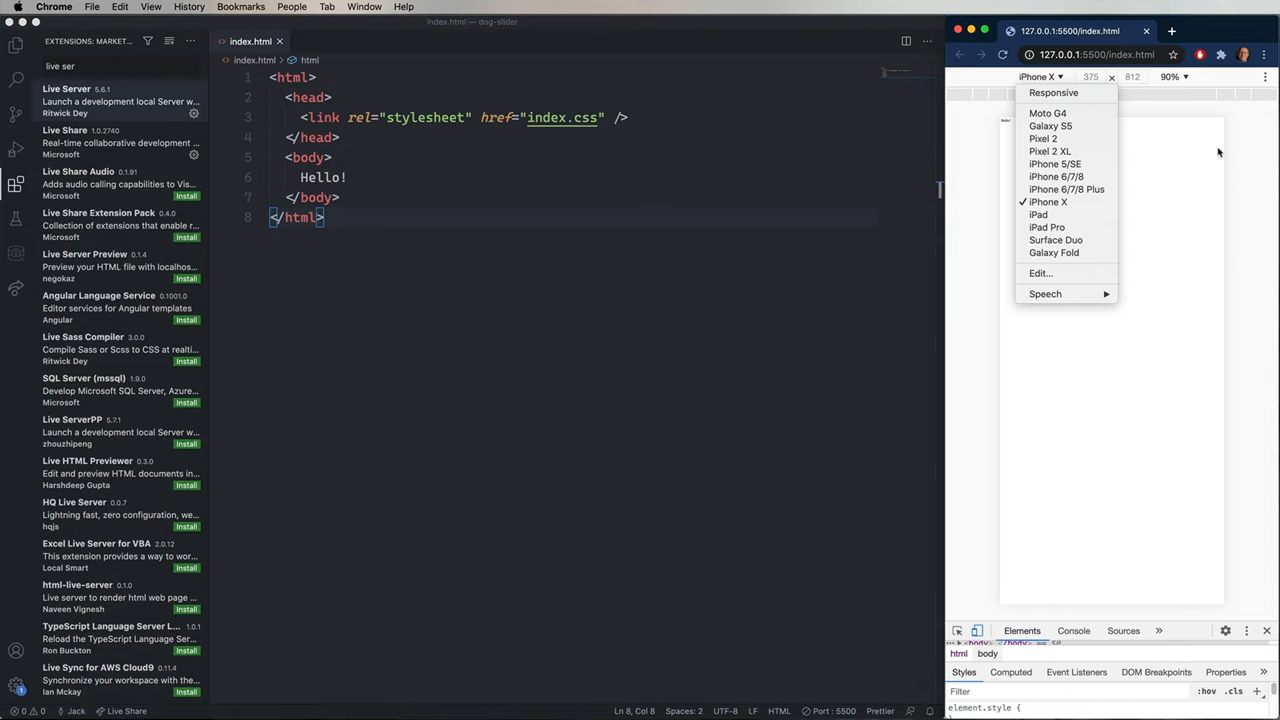 Chrome File Edit View History Bookmarks People Tab Window Help
index.html — dog-slider
EXTENSIONS: MARKET...
live ser
Live Server 5.6.1
Launch a development local Server w...
Ritwick Dey
Live Share 1.0.2740
Real-time collaborative developmen...
Microsoft
Live Share Audio 0.1.91
Adds audio calling capabilities to Vis...
Microsoft Install
Live Share Extension Pack 0.4.0
Collection of extensions that enable r...
Microsoft Install
Live Server Preview 0.1.4
Preview your HTML file with localhos...
negokaz Install
Angular Language Service 0.1001.0
Editor services for Angular templates
Angular Install
Live Sass Compiler 3.0.0
Compile Sass or Scss to CSS at realti...
Ritwick Dey Install
SQL Server (mssql) 1.9.0
Develop Microsoft SQL Server, Azure...
Microsoft Install
Live ServerPP 5.7.1
Launch a development local Server w...
zhouzhipeng Install
Live HTML Previewer 0.3.0
Edit and preview HTML documents in...
Harshdeep Gupta Install
HQ Live Server 0.0.7
Lightning fast, zero configuration, we...
hqjs Install
Excel Live Server for VBA 2.0.12
This extension provides a way to wor...
Local Smart Install
html-live-server 0.1.0
Live server to render html web page ...
Naveen Vignesh Install
TypeScript Language Server L... 1.0.1
Reload the TypeScript Language Ser...
Ron Buckton Install
Live Sync for AWS Cloud9 0.11.4
Synchronize your workspace with the...
Ian Mckay Install
index.html
index.html > html
1 <html>
2 <head>
3 <link rel="stylesheet" href="index.css" />
4 </head>
5 <body>
6 Hello!
7 </body>
8 </html>
127.0.0.1:5500/index.html
127.0.0.1:5500/index.html
iPhone X ▼ 375 × 812 90% ▼
Responsive
Moto G4
Galaxy S5
Pixel 2
Pixel 2 XL
iPhone 5/SE
iPhone 6/7/8
iPhone 6/7/8 Plus
✓ iPhone X
iPad
iPad Pro
Surface Duo
Galaxy Fold
Edit...
Speech ▶
Hello!
Elements Console Sources »
html body
Styles Computed Event Listeners DOM Breakpoints Properties »
Filter :hov .cls +
element.style {
0 0 Jack Live Share Ln 8, Col 8 Spaces: 2 UTF-8 LF HTML Port : 5500 Prettier